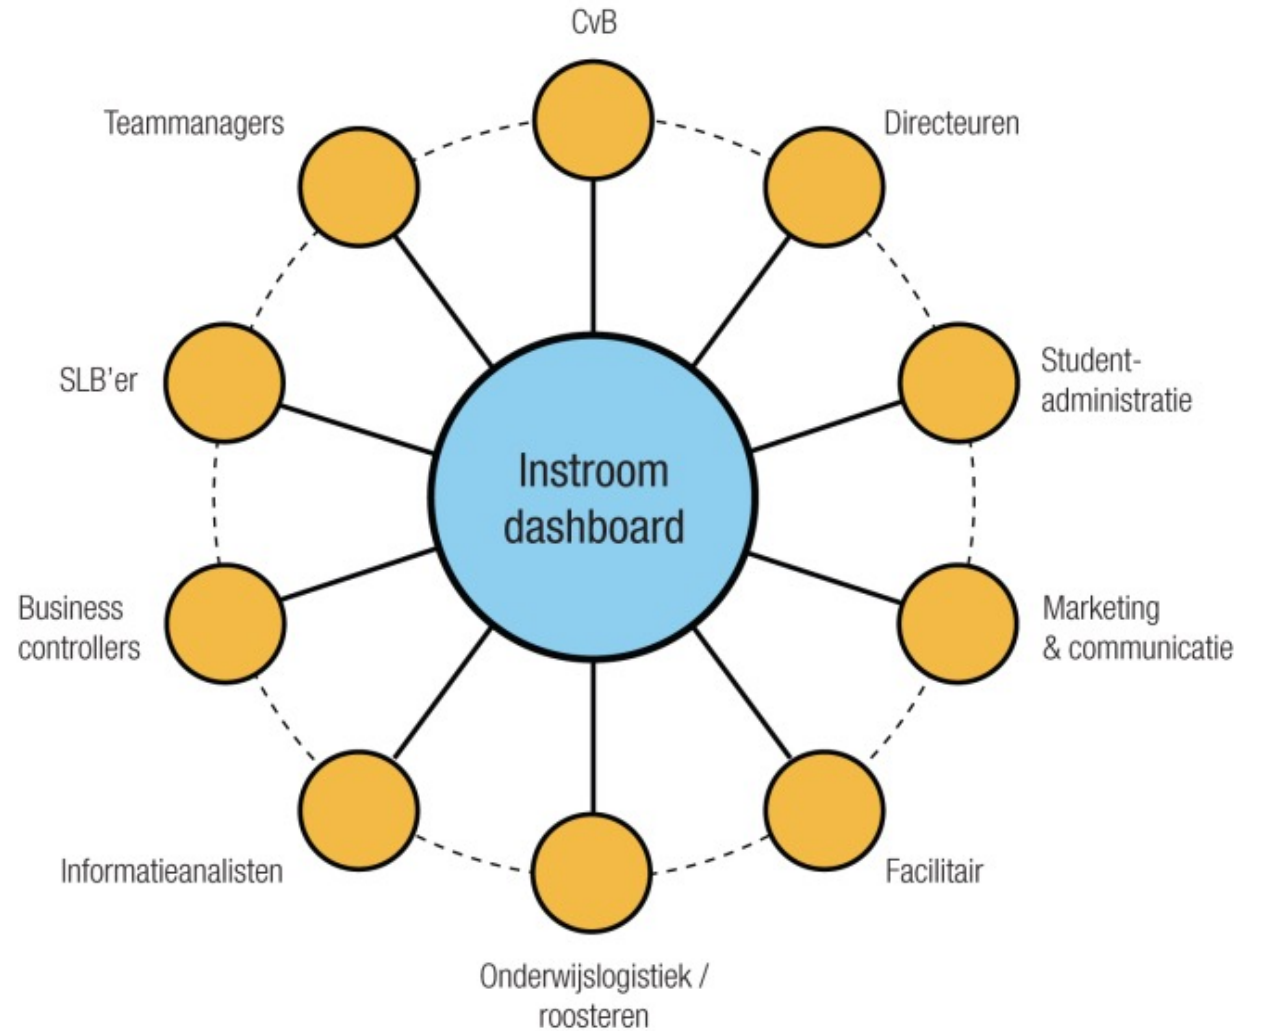 CvB
Teammanagers
Directeuren
SLB'er
Student-
administratie
Instroom
dashboard
Business
controllers
Marketing
& communicatie
Informatieanalisten
Facilitair
Onderwijslogistiek /
roosteren